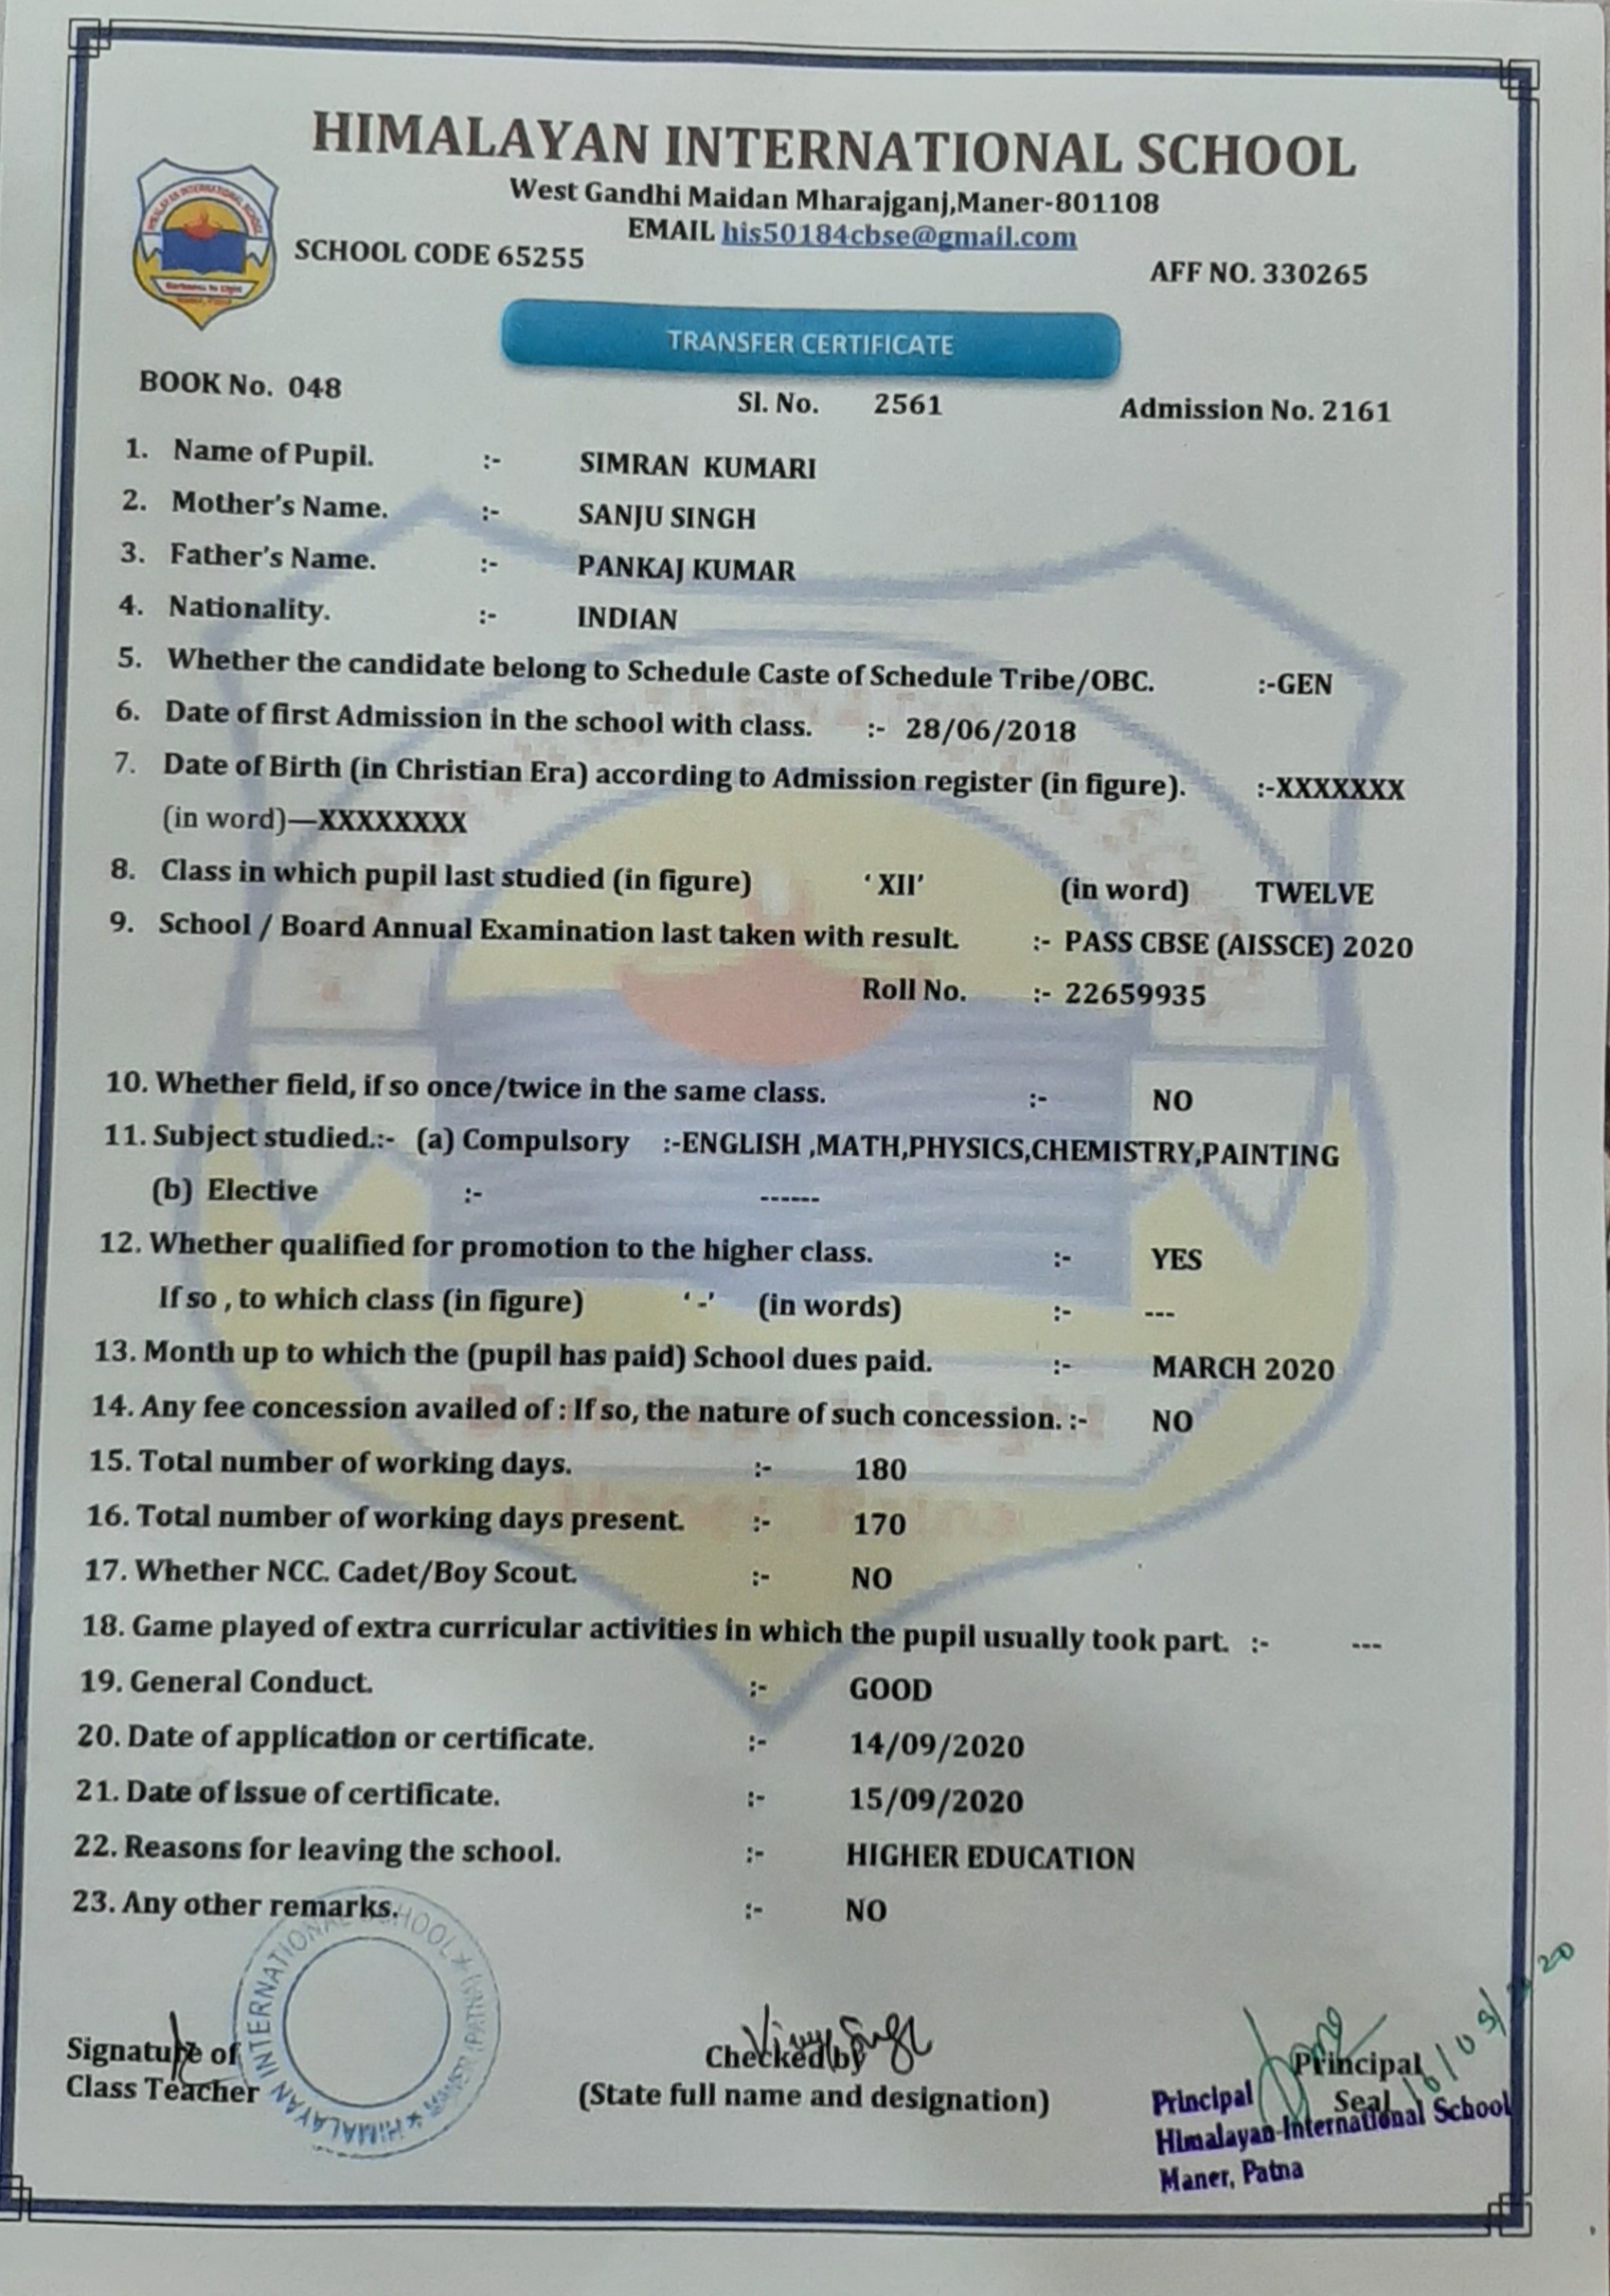 HIMALAYAN INTERNATIONAL SCHOOL
West Gandhi Maidan Mharajganj,Maner-801108
EMAIL his50184cbse@gmail.com
SCHOOL CODE 65255
AFF NO. 330265
HIMALAYAN INTERNATIONAL SCHOOL
Darkness to Light
TRANSFER CERTIFICATE
BOOK No. 048 Sl. No. 2561 Admission No. 2161
1. Name of Pupil. :- SIMRAN KUMARI
2. Mother's Name. :- SANJU SINGH
3. Father's Name. :- PANKAJ KUMAR
4. Nationality. :- INDIAN
5. Whether the candidate belong to Schedule Caste of Schedule Tribe/OBC. :-GEN
6. Date of first Admission in the school with class. :- 28/06/2018
7. Date of Birth (in Christian Era) according to Admission register (in figure). :-XXXXXXX
(in word)—XXXXXXXX
8. Class in which pupil last studied (in figure) ‘ XII’ (in word) TWELVE
9. School / Board Annual Examination last taken with result. :- PASS CBSE (AISSCE) 2020
Roll No. :- 22659935
10. Whether field, if so once/twice in the same class. :- NO
11. Subject studied.:- (a) Compulsory :-ENGLISH ,MATH,PHYSICS,CHEMISTRY,PAINTING
(b) Elective :- ------
12. Whether qualified for promotion to the higher class. :- YES
If so , to which class (in figure) ‘ -’ (in words) :- ---
13. Month up to which the (pupil has paid) School dues paid. :- MARCH 2020
14. Any fee concession availed of : If so, the nature of such concession. :- NO
15. Total number of working days. :- 180
16. Total number of working days present. :- 170
17. Whether NCC. Cadet/Boy Scout. :- NO
18. Game played of extra curricular activities in which the pupil usually took part. :- ---
19. General Conduct. :- GOOD
20. Date of application or certificate. :- 14/09/2020
21. Date of issue of certificate. :- 15/09/2020
22. Reasons for leaving the school. :- HIGHER EDUCATION
23. Any other remarks. :- NO
HIMALAYAN INTERNATIONAL SCHOOL * MANER (PATNA) *
Signature of
Class Teacher
Checked by
(State full name and designation)
Principal
Seal
Principal
Himalayan International School
Maner, Patna